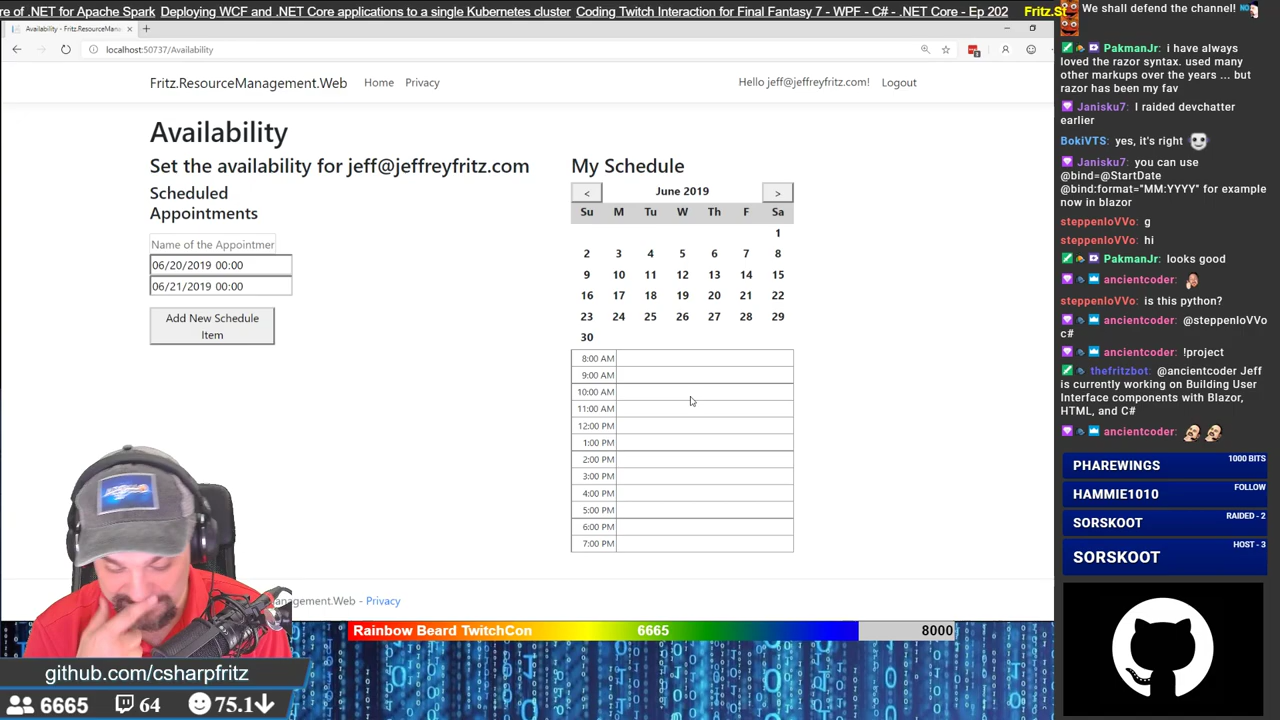 re of .NET for Apache Spark Deploying WCF and .NET Core applications to a single Kubernetes cluster Coding Twitch Interaction for Final Fantasy 7 - WPF - C# - .NET Core - Ep 202 Fritz.St
Availability - Fritz.ResourceMana
localhost:50737/Availability
Fritz.ResourceManagement.Web Home Privacy Hello jeff@jeffreyfritz.com! Logout
Availability
Set the availability for jeff@jeffreyfritz.com
Scheduled
Appointments
Name of the Appointmer
06/20/2019 00:00
06/21/2019 00:00
Add New Schedule
Item
My Schedule
< June 2019 >
Su M Tu W Th F Sa
1
2 3 4 5 6 7 8
9 10 11 12 13 14 15
16 17 18 19 20 21 22
23 24 25 26 27 28 29
30
8:00 AM
9:00 AM
10:00 AM
11:00 AM
12:00 PM
1:00 PM
2:00 PM
3:00 PM
4:00 PM
5:00 PM
6:00 PM
7:00 PM
anagement.Web - Privacy
Rainbow Beard TwitchCon 6665 8000
github.com/csharpfritz
6665 64 75.1
We shall defend the channel!
PakmanJr: i have always
loved the razor syntax. used many
other markups over the years ... but
razor has been my fav
Janisku7: I raided devchatter
earlier
BokiVTS: yes, it's right
Janisku7: you can use
@bind=@StartDate
@bind:format="MM:YYYY" for example
now in blazor
steppenloVVo: g
steppenloVVo: hi
PakmanJr: looks good
ancientcoder:
steppenloVVo: is this python?
ancientcoder: @steppenloVVo
c#
ancientcoder: !project
thefritzbot: @ancientcoder Jeff
is currently working on Building User
Interface components with Blazor,
HTML, and C#
ancientcoder:
PHAREWINGS 1000 BITS
HAMMIE1010 FOLLOW
SORSKOOT RAIDED - 2
SORSKOOT HOST - 3